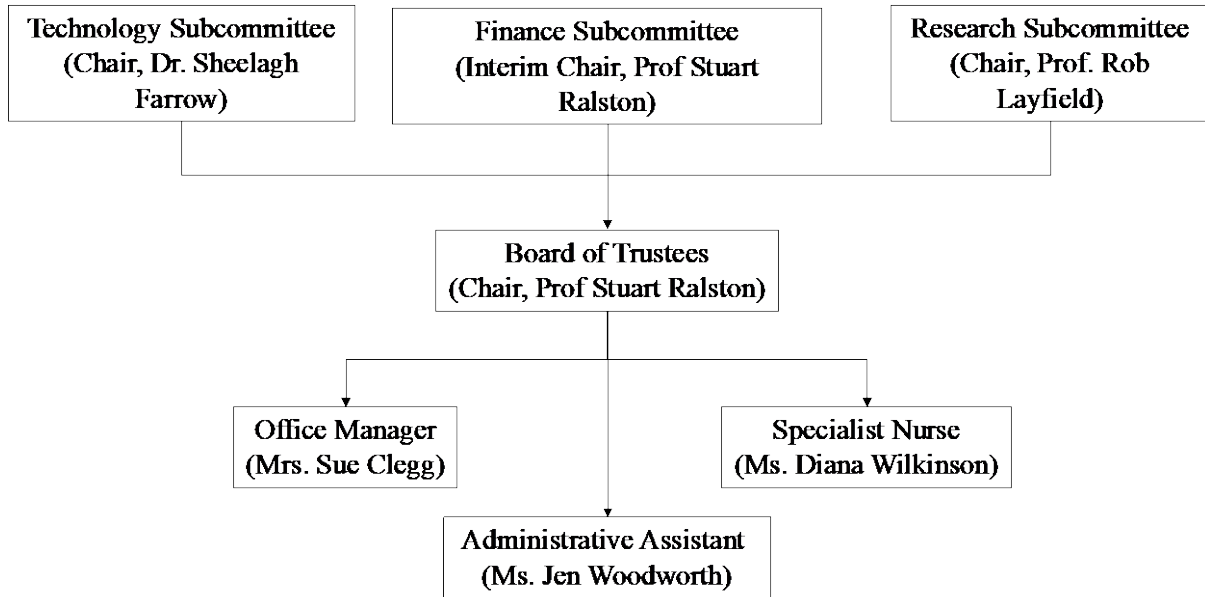 Technology Subcommittee
(Chair, Dr. Sheelagh
Farrow)
Finance Subcommittee
(Interim Chair, Prof Stuart
Ralston)
Research Subcommittee
(Chair, Prof. Rob
Layfield)
Board of Trustees
(Chair, Prof Stuart Ralston)
Office Manager
(Mrs. Sue Clegg)
Specialist Nurse
(Ms. Diana Wilkinson)
Administrative Assistant
(Ms. Jen Woodworth)